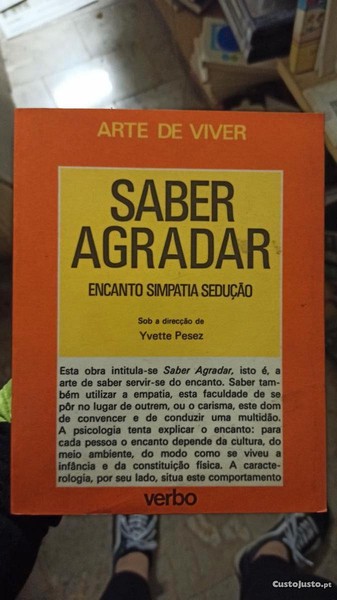 ARTE DE VIVER
SABER
AGRADAR
ENCANTO SIMPATIA SEDUÇÃO
Sob a direcção de
Yvette Pesez
Esta obra intitula-se Saber Agradar, isto é, a
arte de saber servir-se do encanto. Saber tam-
bém utilizar a empatia, esta faculdade de se
pôr no lugar de outrem, ou o carisma, este dom
de convencer e de conduzir uma multidão.
A psicologia tenta explicar o encanto: para
cada pessoa o encanto depende da cultura, do
meio ambiente, do modo como se viveu a
infância e da constituição física. A caracte-
rologia, por seu lado, situa este comportamento
verbo
CustoJusto.pt